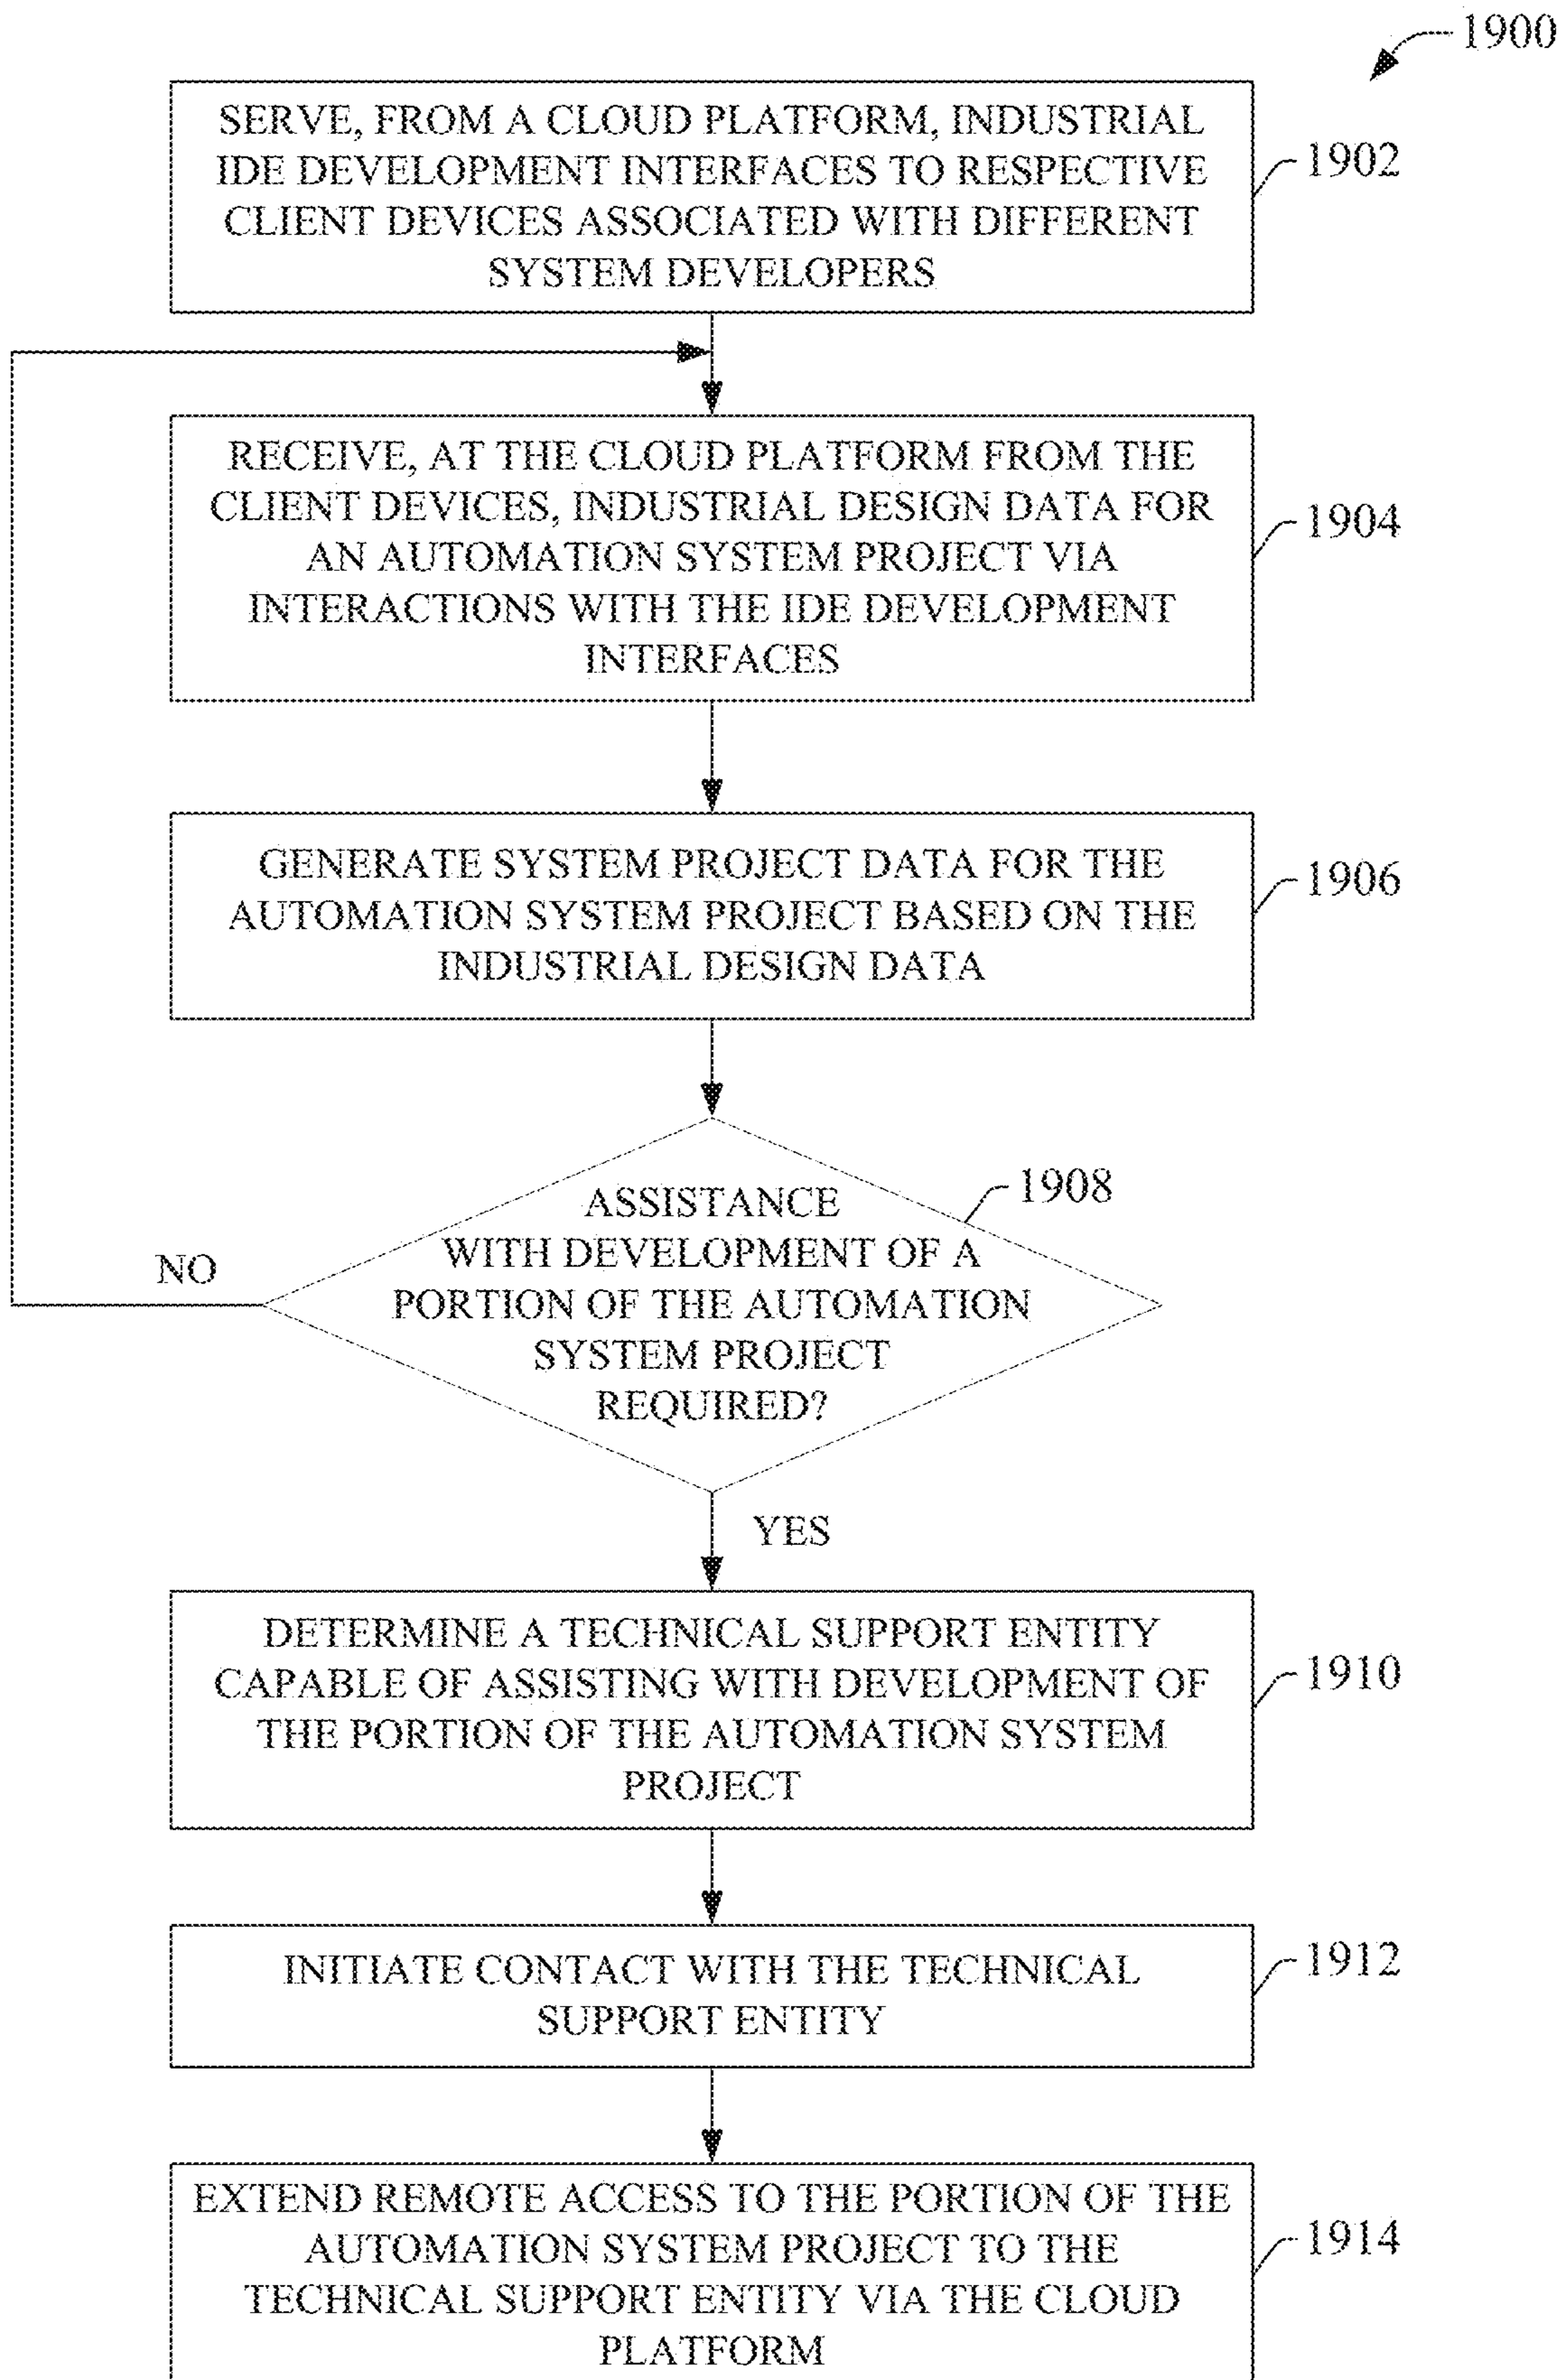 1900
SERVE, FROM A CLOUD PLATFORM, INDUSTRIAL
IDE DEVELOPMENT INTERFACES TO RESPECTIVE
CLIENT DEVICES ASSOCIATED WITH DIFFERENT
SYSTEM DEVELOPERS
1902
RECEIVE, AT THE CLOUD PLATFORM FROM THE
CLIENT DEVICES, INDUSTRIAL DESIGN DATA FOR
AN AUTOMATION SYSTEM PROJECT VIA
INTERACTIONS WITH THE IDE DEVELOPMENT
INTERFACES
1904
GENERATE SYSTEM PROJECT DATA FOR THE
AUTOMATION SYSTEM PROJECT BASED ON THE
INDUSTRIAL DESIGN DATA
1906
ASSISTANCE
WITH DEVELOPMENT OF A
PORTION OF THE AUTOMATION
SYSTEM PROJECT
REQUIRED?
1908
NO
YES
DETERMINE A TECHNICAL SUPPORT ENTITY
CAPABLE OF ASSISTING WITH DEVELOPMENT OF
THE PORTION OF THE AUTOMATION SYSTEM
PROJECT
1910
INITIATE CONTACT WITH THE TECHNICAL
SUPPORT ENTITY
1912
EXTEND REMOTE ACCESS TO THE PORTION OF THE
AUTOMATION SYSTEM PROJECT TO THE
TECHNICAL SUPPORT ENTITY VIA THE CLOUD
PLATFORM
1914